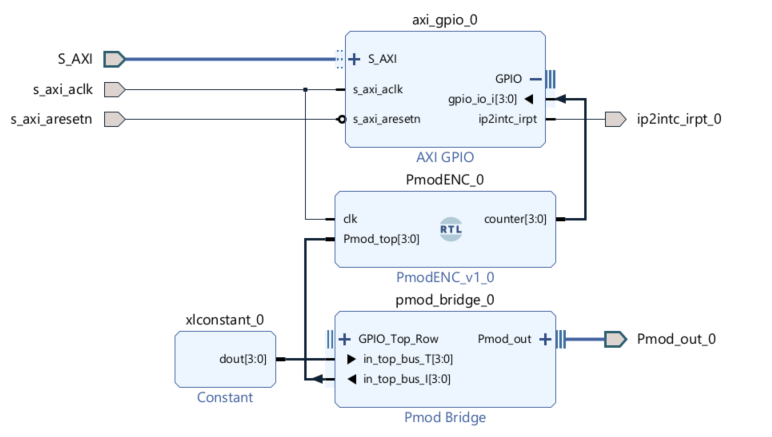 axi_gpio_0
S_AXI
S_AXI
GPIO
s_axi_aclk
s_axi_aclk
gpio_io_i[3:0]
s_axi_aresetn
s_axi_aresetn
ip2intc_irpt
ip2intc_irpt_0
AXI GPIO
PmodENC_0
clk
counter[3:0]
RTL
Pmod_top[3:0]
PmodENC_v1_0
pmod_bridge_0
xlconstant_0
GPIO_Top_Row
Pmod_out
Pmod_out_0
dout[3:0]
in_top_bus_T[3:0]
in_top_bus_I[3:0]
Constant
Pmod Bridge